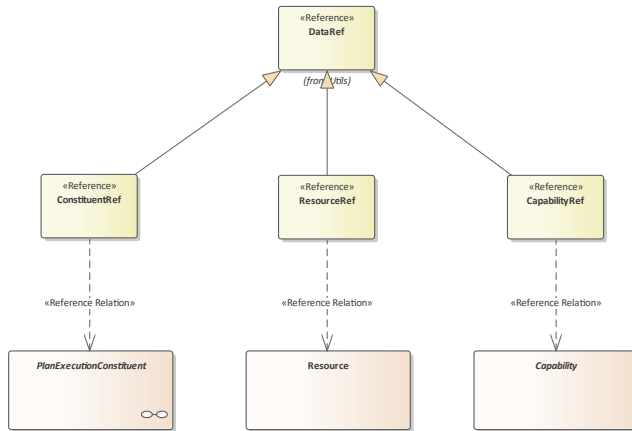 «Reference»
DataRef
(from Utils)
«Reference»
ConstituentRef
«Reference»
ResourceRef
«Reference»
CapabilityRef
«Reference Relation»
«Reference Relation»
«Reference Relation»
PlanExecutionConstituent
Resource
Capability